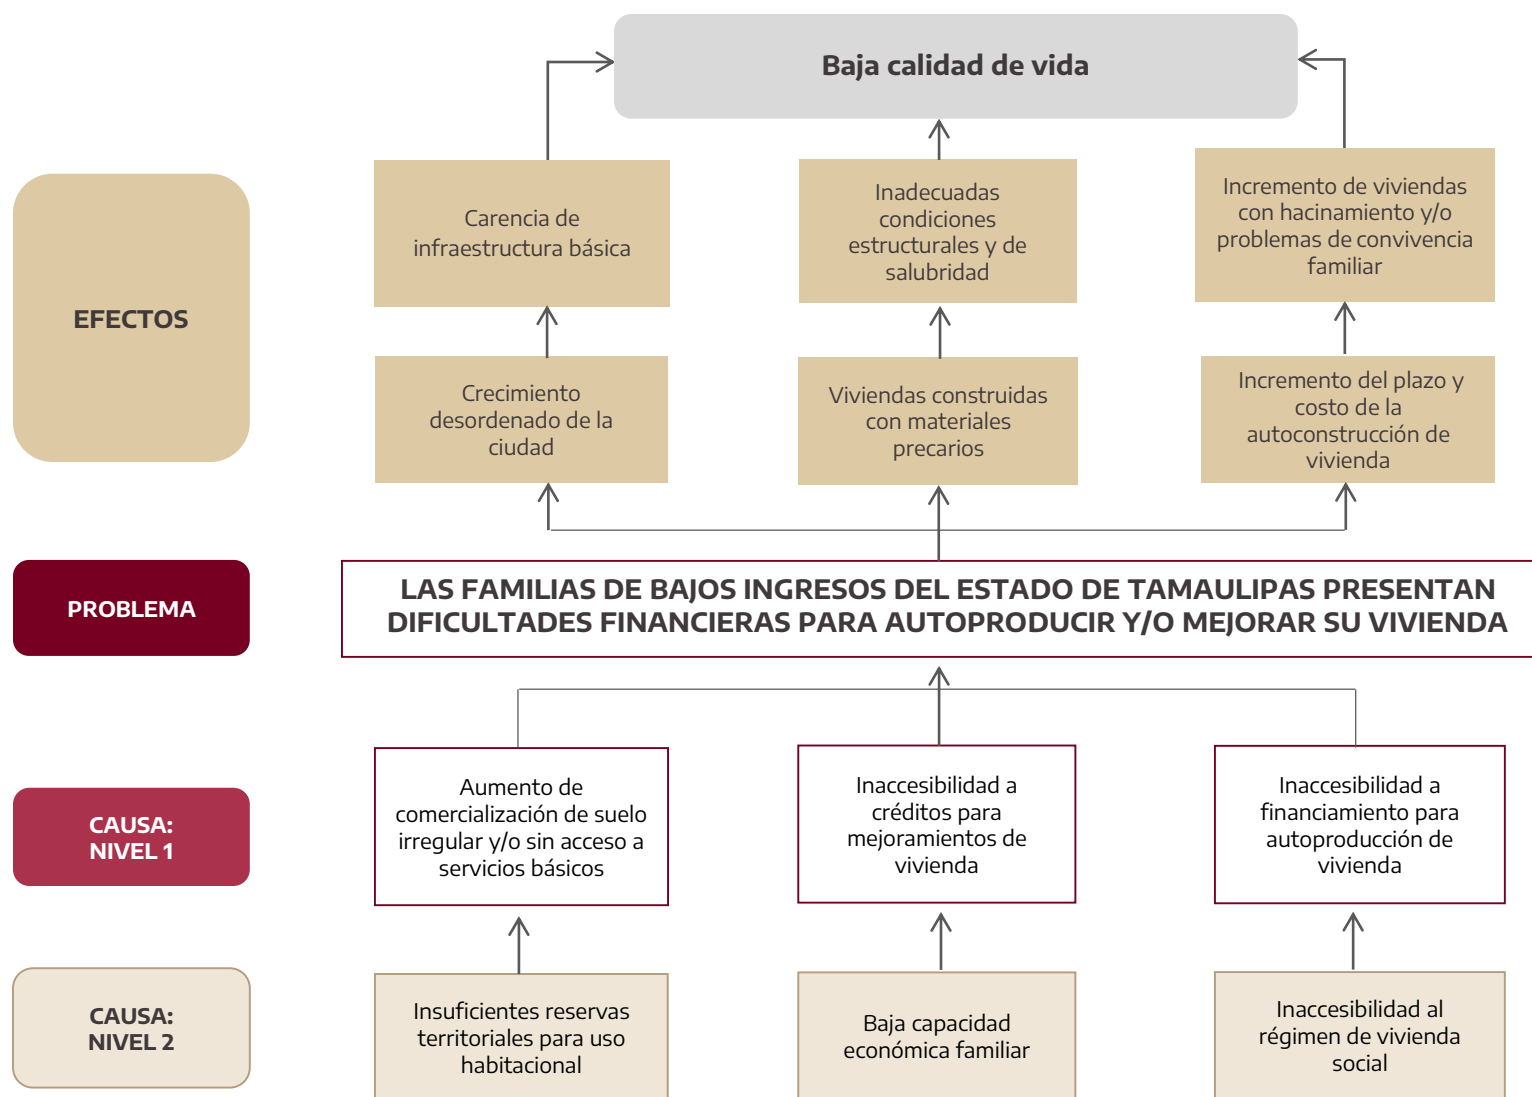 Baja calidad de vida
EFECTOS
Carencia de
infraestructura básica
Inadecuadas
condiciones
estructurales y de
salubridad
Incremento de viviendas
con hacinamiento y/o
problemas de convivencia
familiar
Crecimiento
desordenado de la
ciudad
Viviendas construidas
con materiales
precarios
Incremento del plazo y
costo de la
autoconstrucción de
vivienda
PROBLEMA
LAS FAMILIAS DE BAJOS INGRESOS DEL ESTADO DE TAMAULIPAS PRESENTAN
DIFICULTADES FINANCIERAS PARA AUTOPRODUCIR Y/O MEJORAR SU VIVIENDA
CAUSA:
NIVEL 1
Aumento de
comercialización de suelo
irregular y/o sin acceso a
servicios básicos
Inaccesibilidad a
créditos para
mejoramientos de
vivienda
Inaccesibilidad a
financiamiento para
autoproducción de
vivienda
CAUSA:
NIVEL 2
Insuficientes reservas
territoriales para uso
habitacional
Baja capacidad
económica familiar
Inaccesibilidad al
régimen de vivienda
social